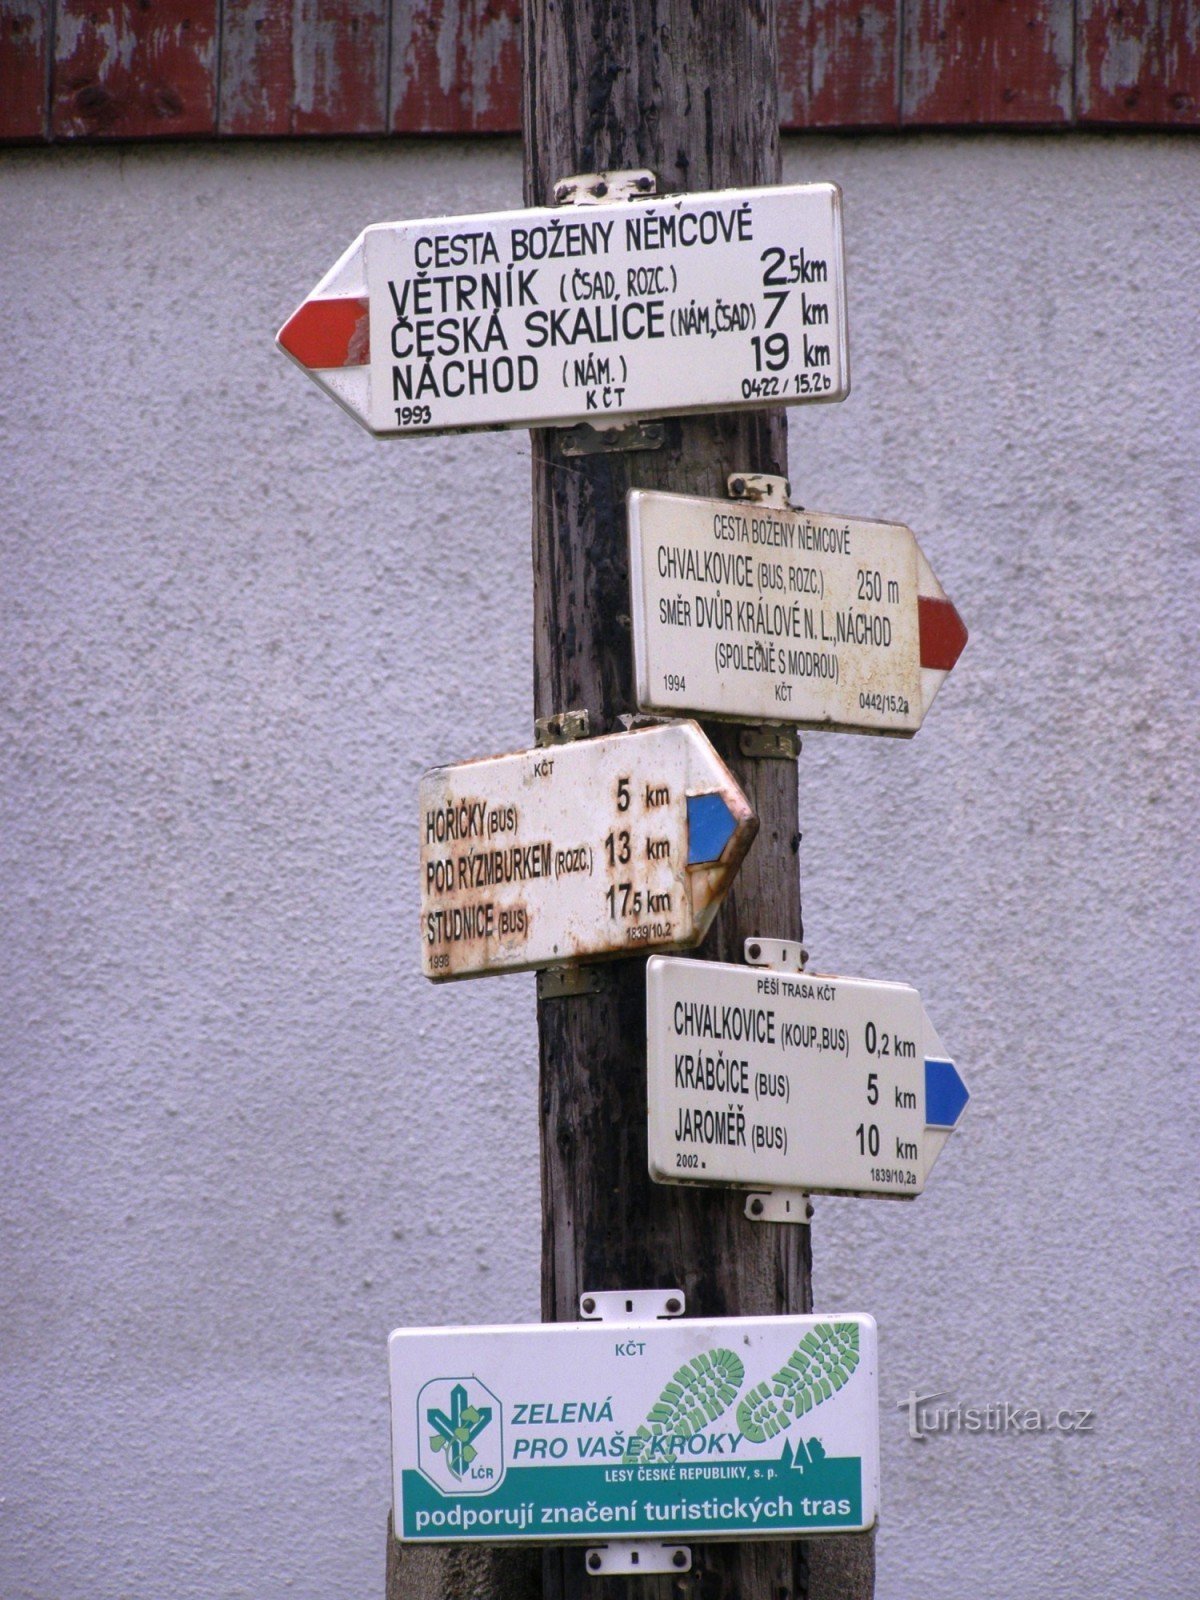 CESTA BOŽENY NĚMCOVÉ
VĚTRNÍK (ČSAD, ROZC.) 2,5km
ČESKÁ SKALICE (NÁM.,ČSAD) 7 km
NÁCHOD (NÁM.) 19 km
1993 KČT 0422/15,2b
CESTA BOŽENY NĚMCOVÉ
CHVALKOVICE (BUS, ROZC.) 250 m
SMĚR DVŮR KRÁLOVÉ N. L.,NÁCHOD
(SPOLEČNĚ S MODROU)
1994 KČT 0442/15,2a
KČT
HOŘIČKY (BUS) 5 km
POD RÝZMBURKEM (ROZC.) 13 km
STUDNICE (BUS) 17,5 km
1998 1839/10,2
PĚŠÍ TRASA KČT
CHVALKOVICE (KOUP.,BUS) 0,2 km
KRÁBČICE (BUS) 5 km
JAROMĚŘ (BUS) 10 km
2002 1839/10,2a
KČT
ZELENÁ
PRO VAŠE KROKY
LČR
LESY ČESKÉ REPUBLIKY, s. p.
podporují značení turistických tras
Turistika.cz